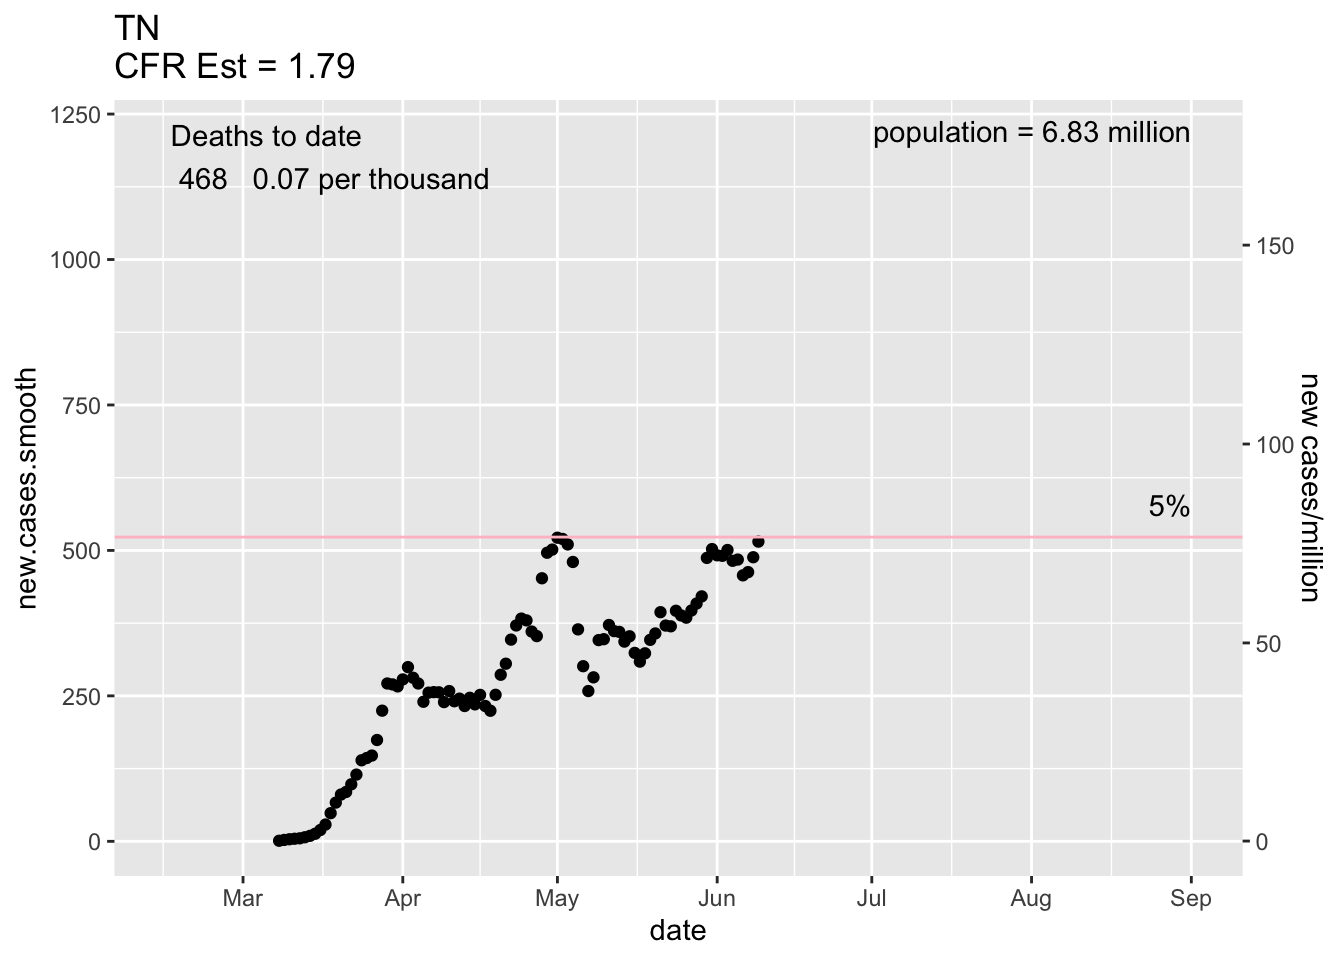 TN
CFR Est = 1.79
Deaths to date
468 0.07 per thousand
population = 6.83 million
5%
new.cases.smooth
1250
1000
750
500
250
0
150
100
50
0
new cases/million
Mar Apr May Jun Jul Aug Sep
date